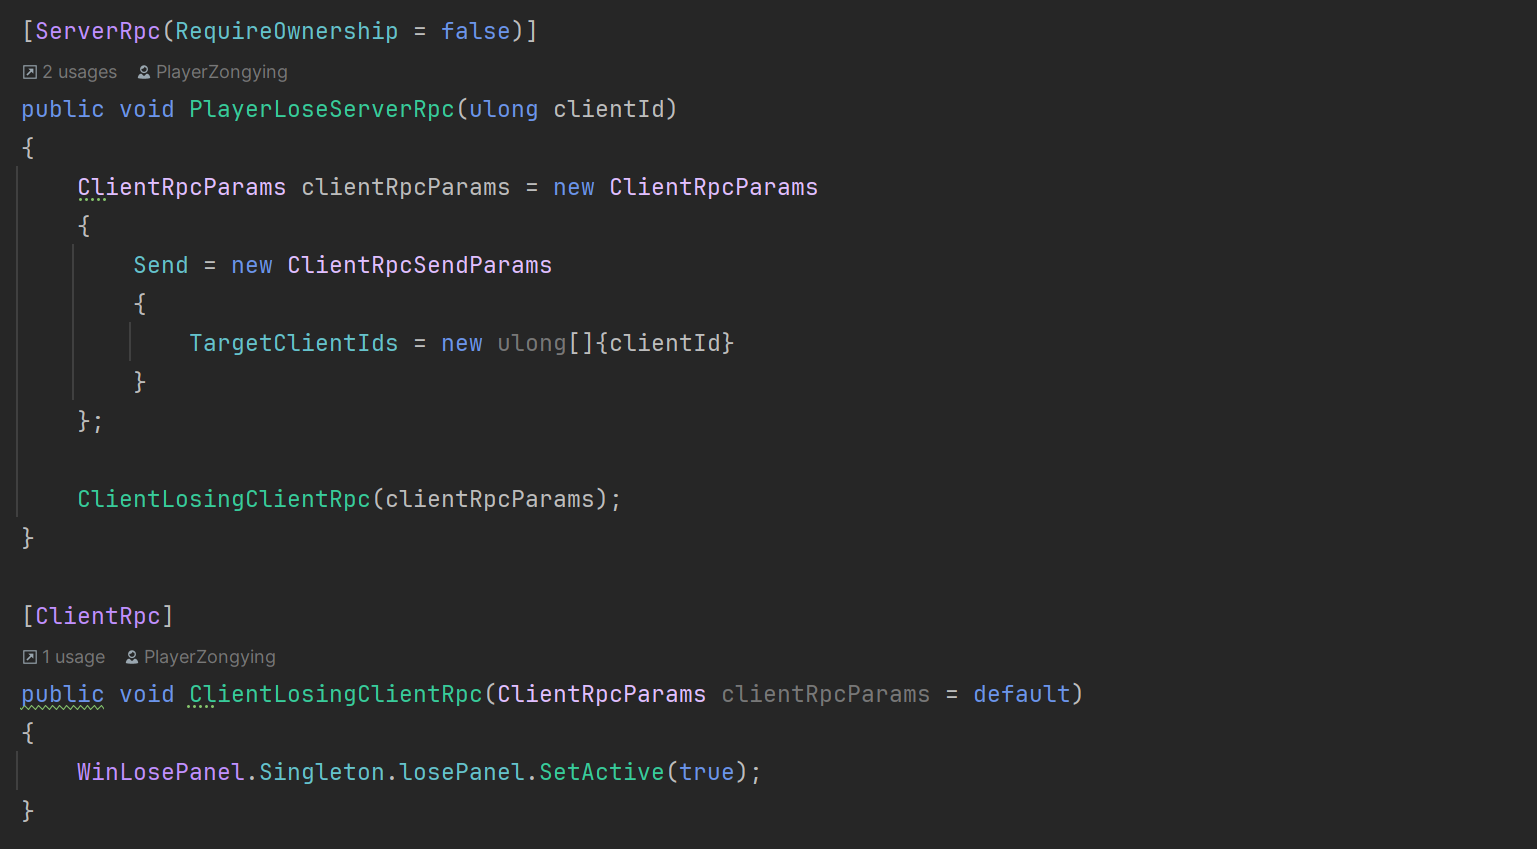 [ServerRpc(RequireOwnership = false)]
2 usages PlayerZongying
public void PlayerLoseServerRpc(ulong clientId)
{
    ClientRpcParams clientRpcParams = new ClientRpcParams
    {
        Send = new ClientRpcSendParams
        {
            TargetClientIds = new ulong[]{clientId}
        }
    };

    ClientLosingClientRpc(clientRpcParams);
}

[ClientRpc]
1 usage PlayerZongying
public void ClientLosingClientRpc(ClientRpcParams clientRpcParams = default)
{
    WinLosePanel.Singleton.losePanel.SetActive(true);
}